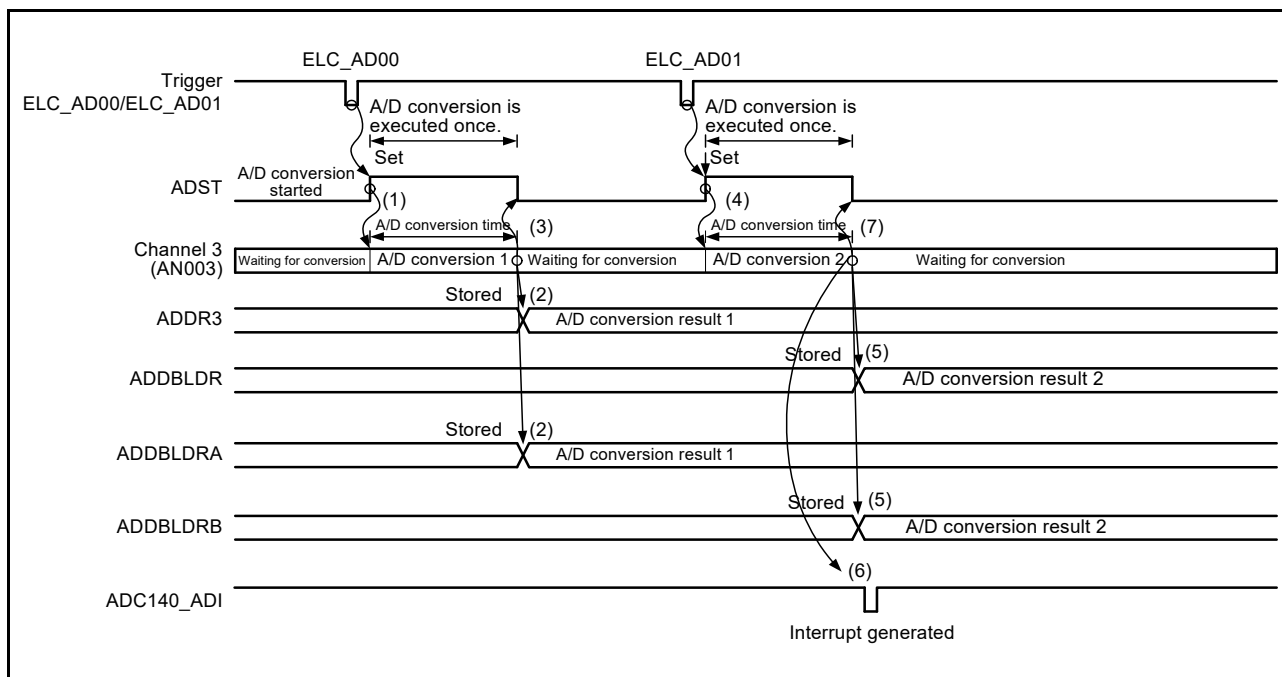 ELC_AD00
ELC_AD01
Trigger
ELC_AD00/ELC_AD01
A/D conversion is
executed once.
A/D conversion is
executed once.
Set
Set
A/D conversion
started
ADST
(1)
(4)
A/D conversion time
(3)
A/D conversion time
(7)
Channel 3
(AN003)
Waiting for conversion
A/D conversion 1
Waiting for conversion
A/D conversion 2
Waiting for conversion
Stored
(2)
ADDR3
A/D conversion result 1
Stored
(5)
ADDBLDR
A/D conversion result 2
Stored
(2)
ADDBLDRA
A/D conversion result 1
Stored
(5)
ADDBLDRB
A/D conversion result 2
(6)
ADC140_ADI
Interrupt generated